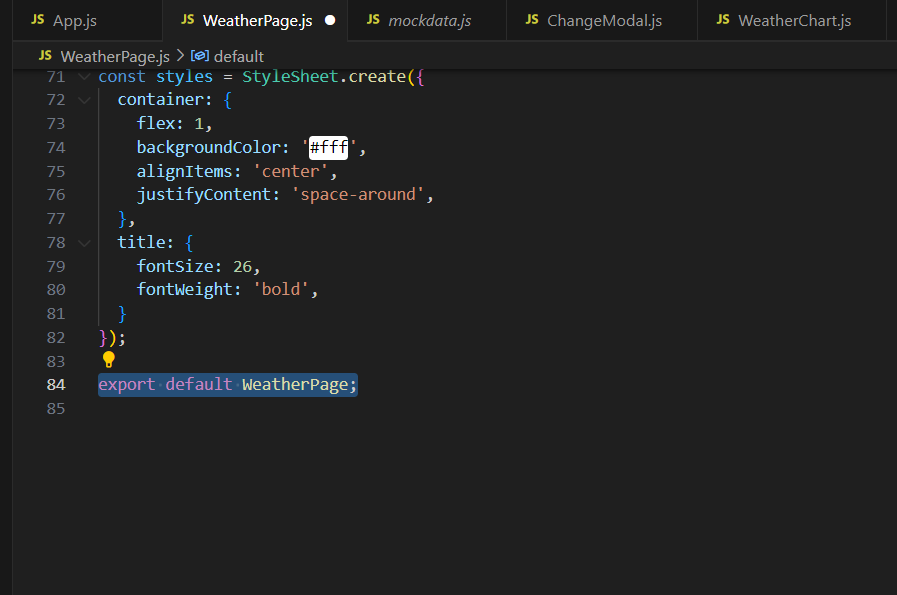 JS App.js JS WeatherPage.js JS mockdata.js JS ChangeModal.js JS WeatherChart.js
JS WeatherPage.js > default
71 const styles = StyleSheet.create({
72 container: {
73 flex: 1,
74 backgroundColor: '#fff',
75 alignItems: 'center',
76 justifyContent: 'space-around',
77 },
78 title: {
79 fontSize: 26,
80 fontWeight: 'bold',
81 }
82 });
83
84 export default WeatherPage;
85